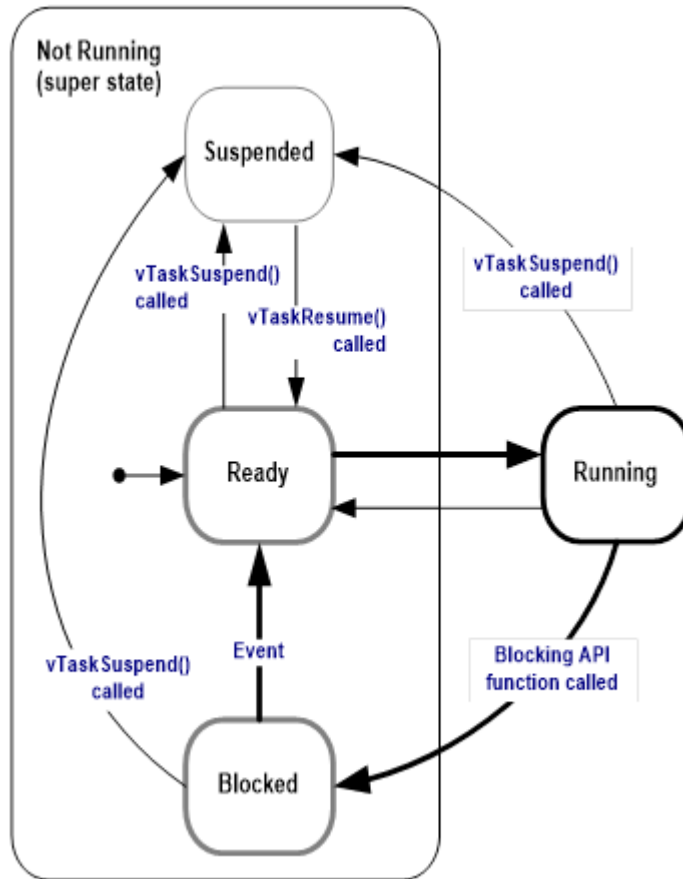 Not Running
(super state)
Suspended
vTaskSuspend()
called
vTaskResume()
called
vTaskSuspend()
called
Ready
Running
Event
vTaskSuspend()
called
Blocking API
function called
Blocked